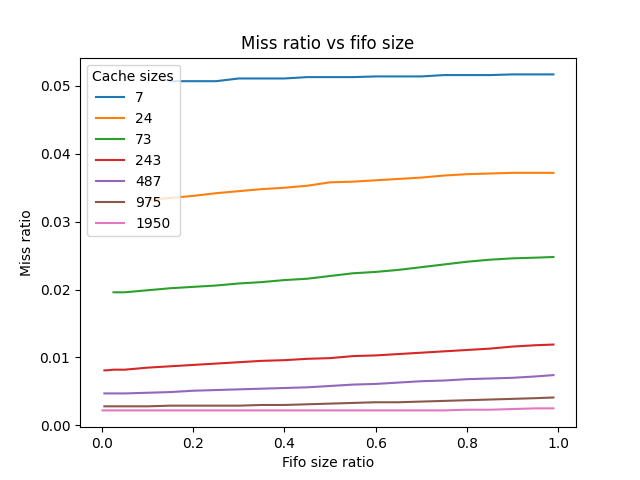 Miss ratio vs fifo size
Miss ratio
0.05
0.04
0.03
0.02
0.01
0.00
Cache sizes
7
24
73
243
487
975
1950
0.0 0.2 0.4 0.6 0.8 1.0
Fifo size ratio